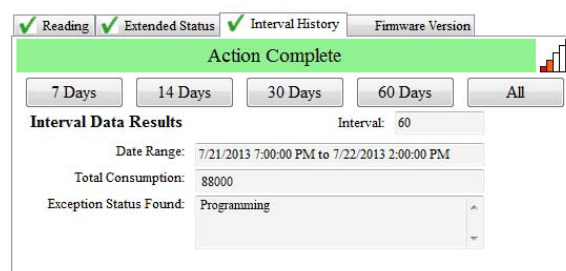 Reading Extended Status Interval History Firmware Version
Action Complete
7 Days 14 Days 30 Days 60 Days All
Interval Data Results Interval: 60
Date Range: 7/21/2013 7:00:00 PM to 7/22/2013 2:00:00 PM
Total Consumption: 88000
Exception Status Found: Programming